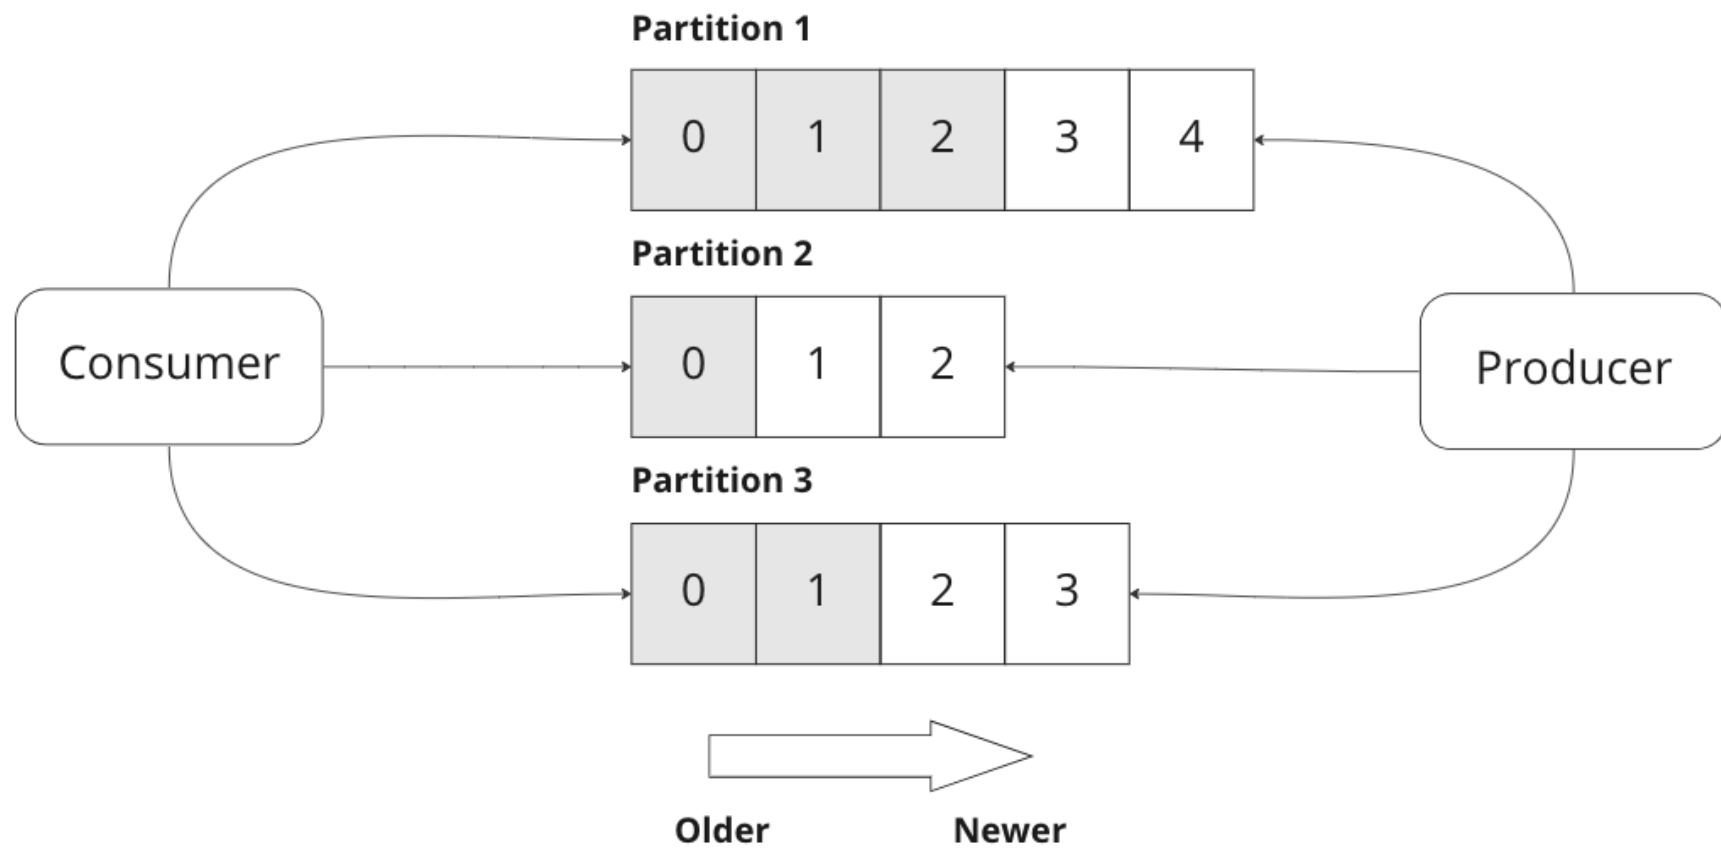 Partition 1
0 1 2 3 4
Partition 2
Consumer
0 1 2
Producer
Partition 3
0 1 2 3
Older Newer